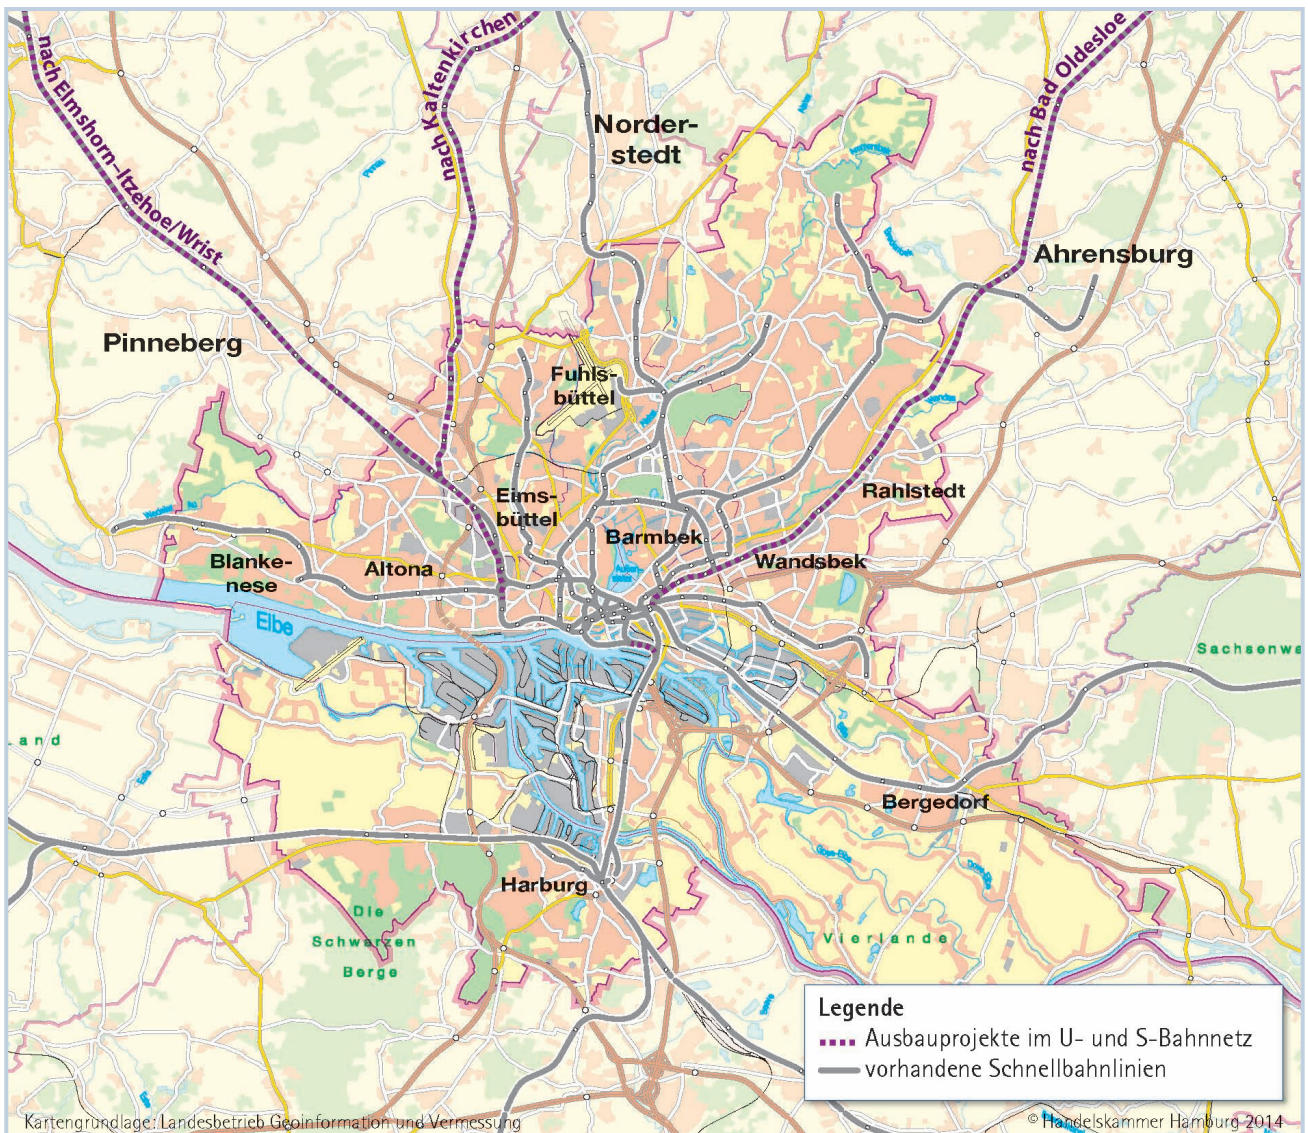 nach Elmshorn–Itzehoe/Wrist
nach Kaltenkirchen
nach Bad Oldesloe
Norder-
stedt
Ahrensburg
Pinneberg
Fuhls-
büttel
Eims-
büttel
Rahlstedt
Barmbek
Wandsbek
Blanke-
nese
Altona
Elbe
Sachsenwa
land
Bergedorf
Harburg
Die
Schwarzen
Berge
Vierlande
Legende
Ausbauprojekte im U- und S-Bahnnetz
vorhandene Schnellbahnlinien
Kartengrundlage: Landesbetrieb Geoinformation und Vermessung
© Handelskammer Hamburg 2014